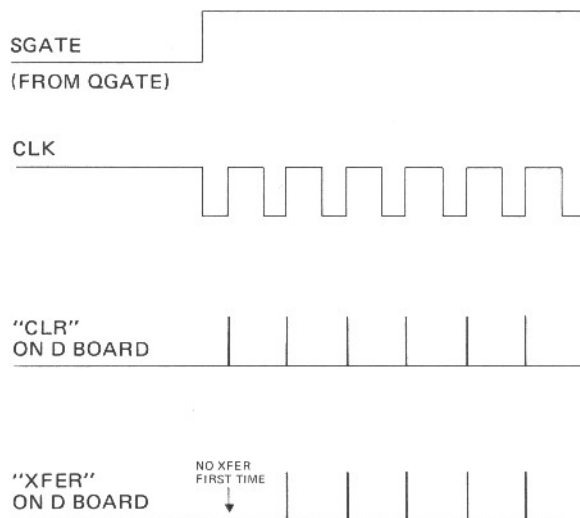 SGATE
(FROM QGATE)
CLK
"CLR"
ON D BOARD
NO XFER
FIRST TIME
"XFER"
ON D BOARD